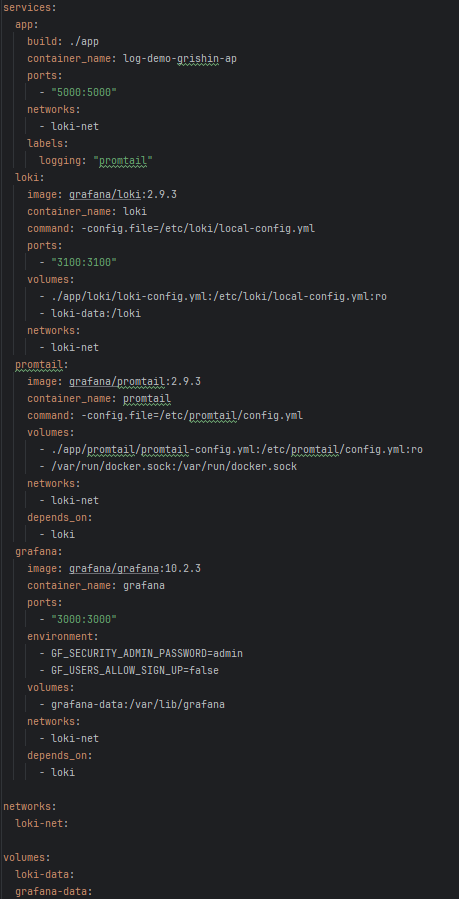 services:
  app:
    build: ./app
    container_name: log-demo-grishin-ap
    ports:
      - "5000:5000"
    networks:
      - loki-net
    labels:
      logging: "promtail"
  loki:
    image: grafana/loki:2.9.3
    container_name: loki
    command: -config.file=/etc/loki/local-config.yml
    ports:
      - "3100:3100"
    volumes:
      - ./app/loki/loki-config.yml:/etc/loki/local-config.yml:ro
      - loki-data:/loki
    networks:
      - loki-net
  promtail:
    image: grafana/promtail:2.9.3
    container_name: promtail
    command: -config.file=/etc/promtail/config.yml
    volumes:
      - ./app/promtail/promtail-config.yml:/etc/promtail/config.yml:ro
      - /var/run/docker.sock:/var/run/docker.sock
    networks:
      - loki-net
    depends_on:
      - loki
  grafana:
    image: grafana/grafana:10.2.3
    container_name: grafana
    ports:
      - "3000:3000"
    environment:
      - GF_SECURITY_ADMIN_PASSWORD=admin
      - GF_USERS_ALLOW_SIGN_UP=false
    volumes:
      - grafana-data:/var/lib/grafana
    networks:
      - loki-net
    depends_on:
      - loki

networks:
  loki-net:

volumes:
  loki-data:
  grafana-data: